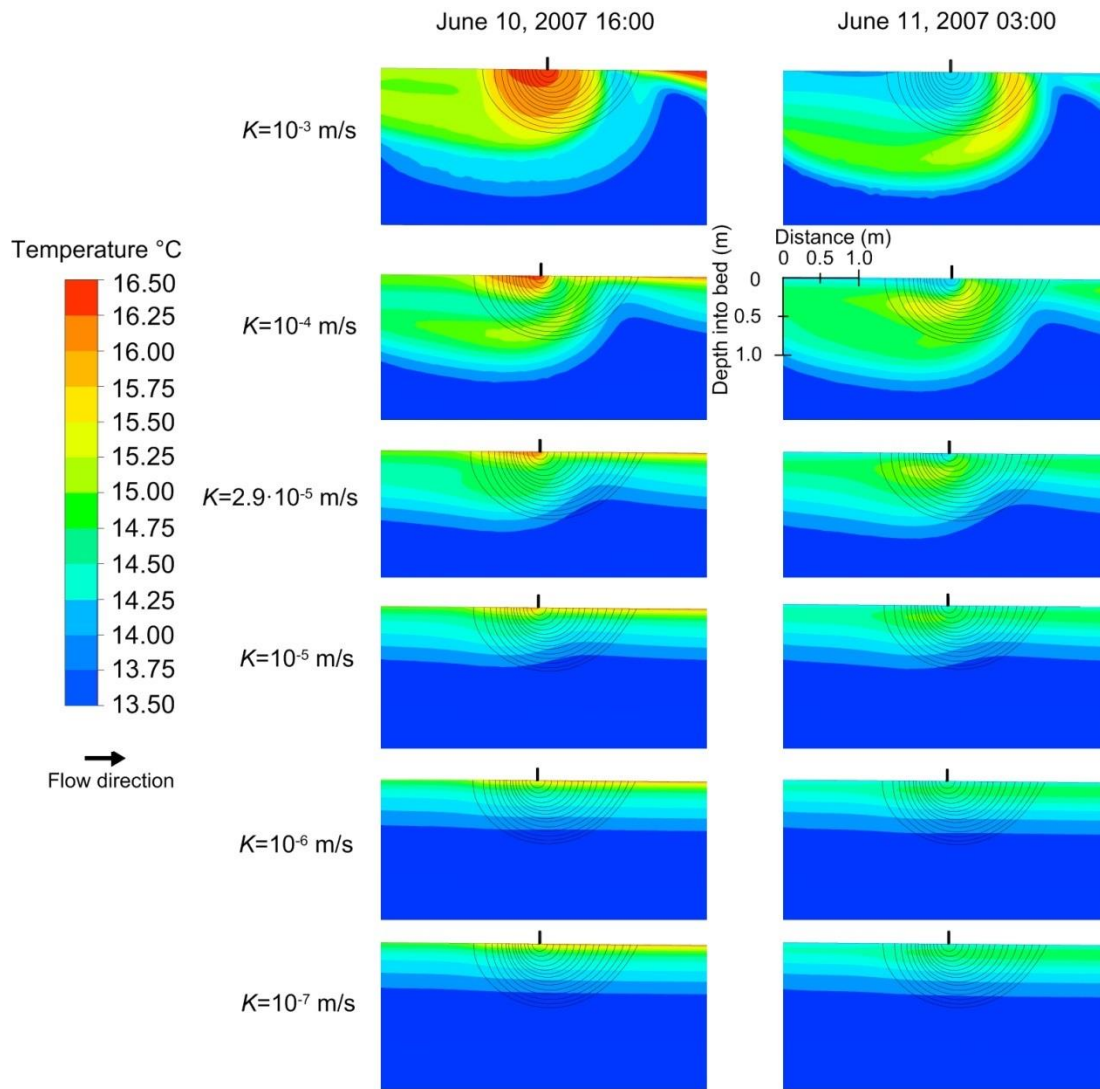 June 10, 2007 16:00
June 11, 2007 03:00
K=10⁻³ m/s
Temperature °C
16.50
16.25
16.00
15.75
15.50
15.25
15.00
14.75
14.50
14.25
14.00
13.75
13.50
Flow direction
K=10⁻⁴ m/s
Distance (m)
0 0.5 1.0
Depth into bed (m)
0
0.5
1.0
K=2.9·10⁻⁵ m/s
K=10⁻⁵ m/s
K=10⁻⁶ m/s
K=10⁻⁷ m/s